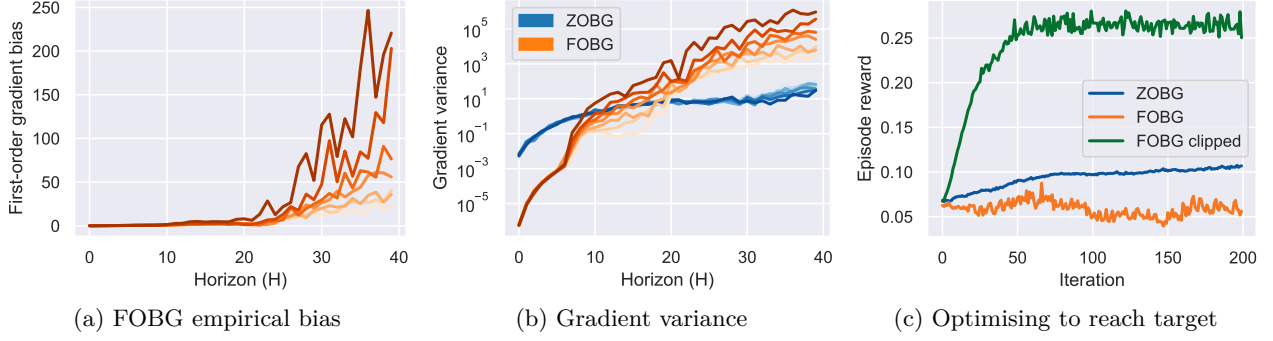 First-order gradient bias
250
200
150
100
50
0
0 10 20 30 40
Horizon (H)
(a) FOBG empirical bias
Gradient variance
10^5
10^3
10^1
10^−1
10^−3
10^−5
ZOBG
FOBG
0 10 20 30 40
Horizon (H)
(b) Gradient variance
Episode reward
0.25
0.20
0.15
0.10
0.05
ZOBG
FOBG
FOBG clipped
0 50 100 150 200
Iteration
(c) Optimising to reach target